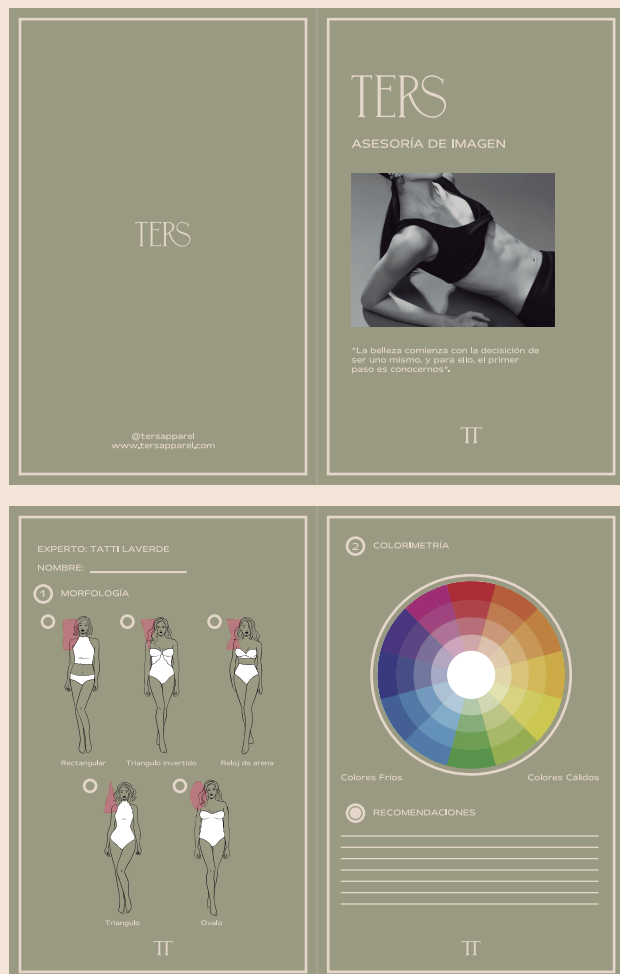 TERS
@tersapparel
www.tersapparel.com
TERS
ASESORÍA DE IMAGEN
"La belleza comienza con la decisición de
ser uno mismo, y para ello, el primer
paso es conocernos".
TT
EXPERTO: TATTI LAVERDE
NOMBRE:
1 MORFOLOGÍA
Rectangular
Triangulo invertido
Reloj de arena
Triangulo
Ovalo
TT
2 COLORIMETRÍA
Colores Fríos
Colores Cálidos
RECOMENDACIONES
TT